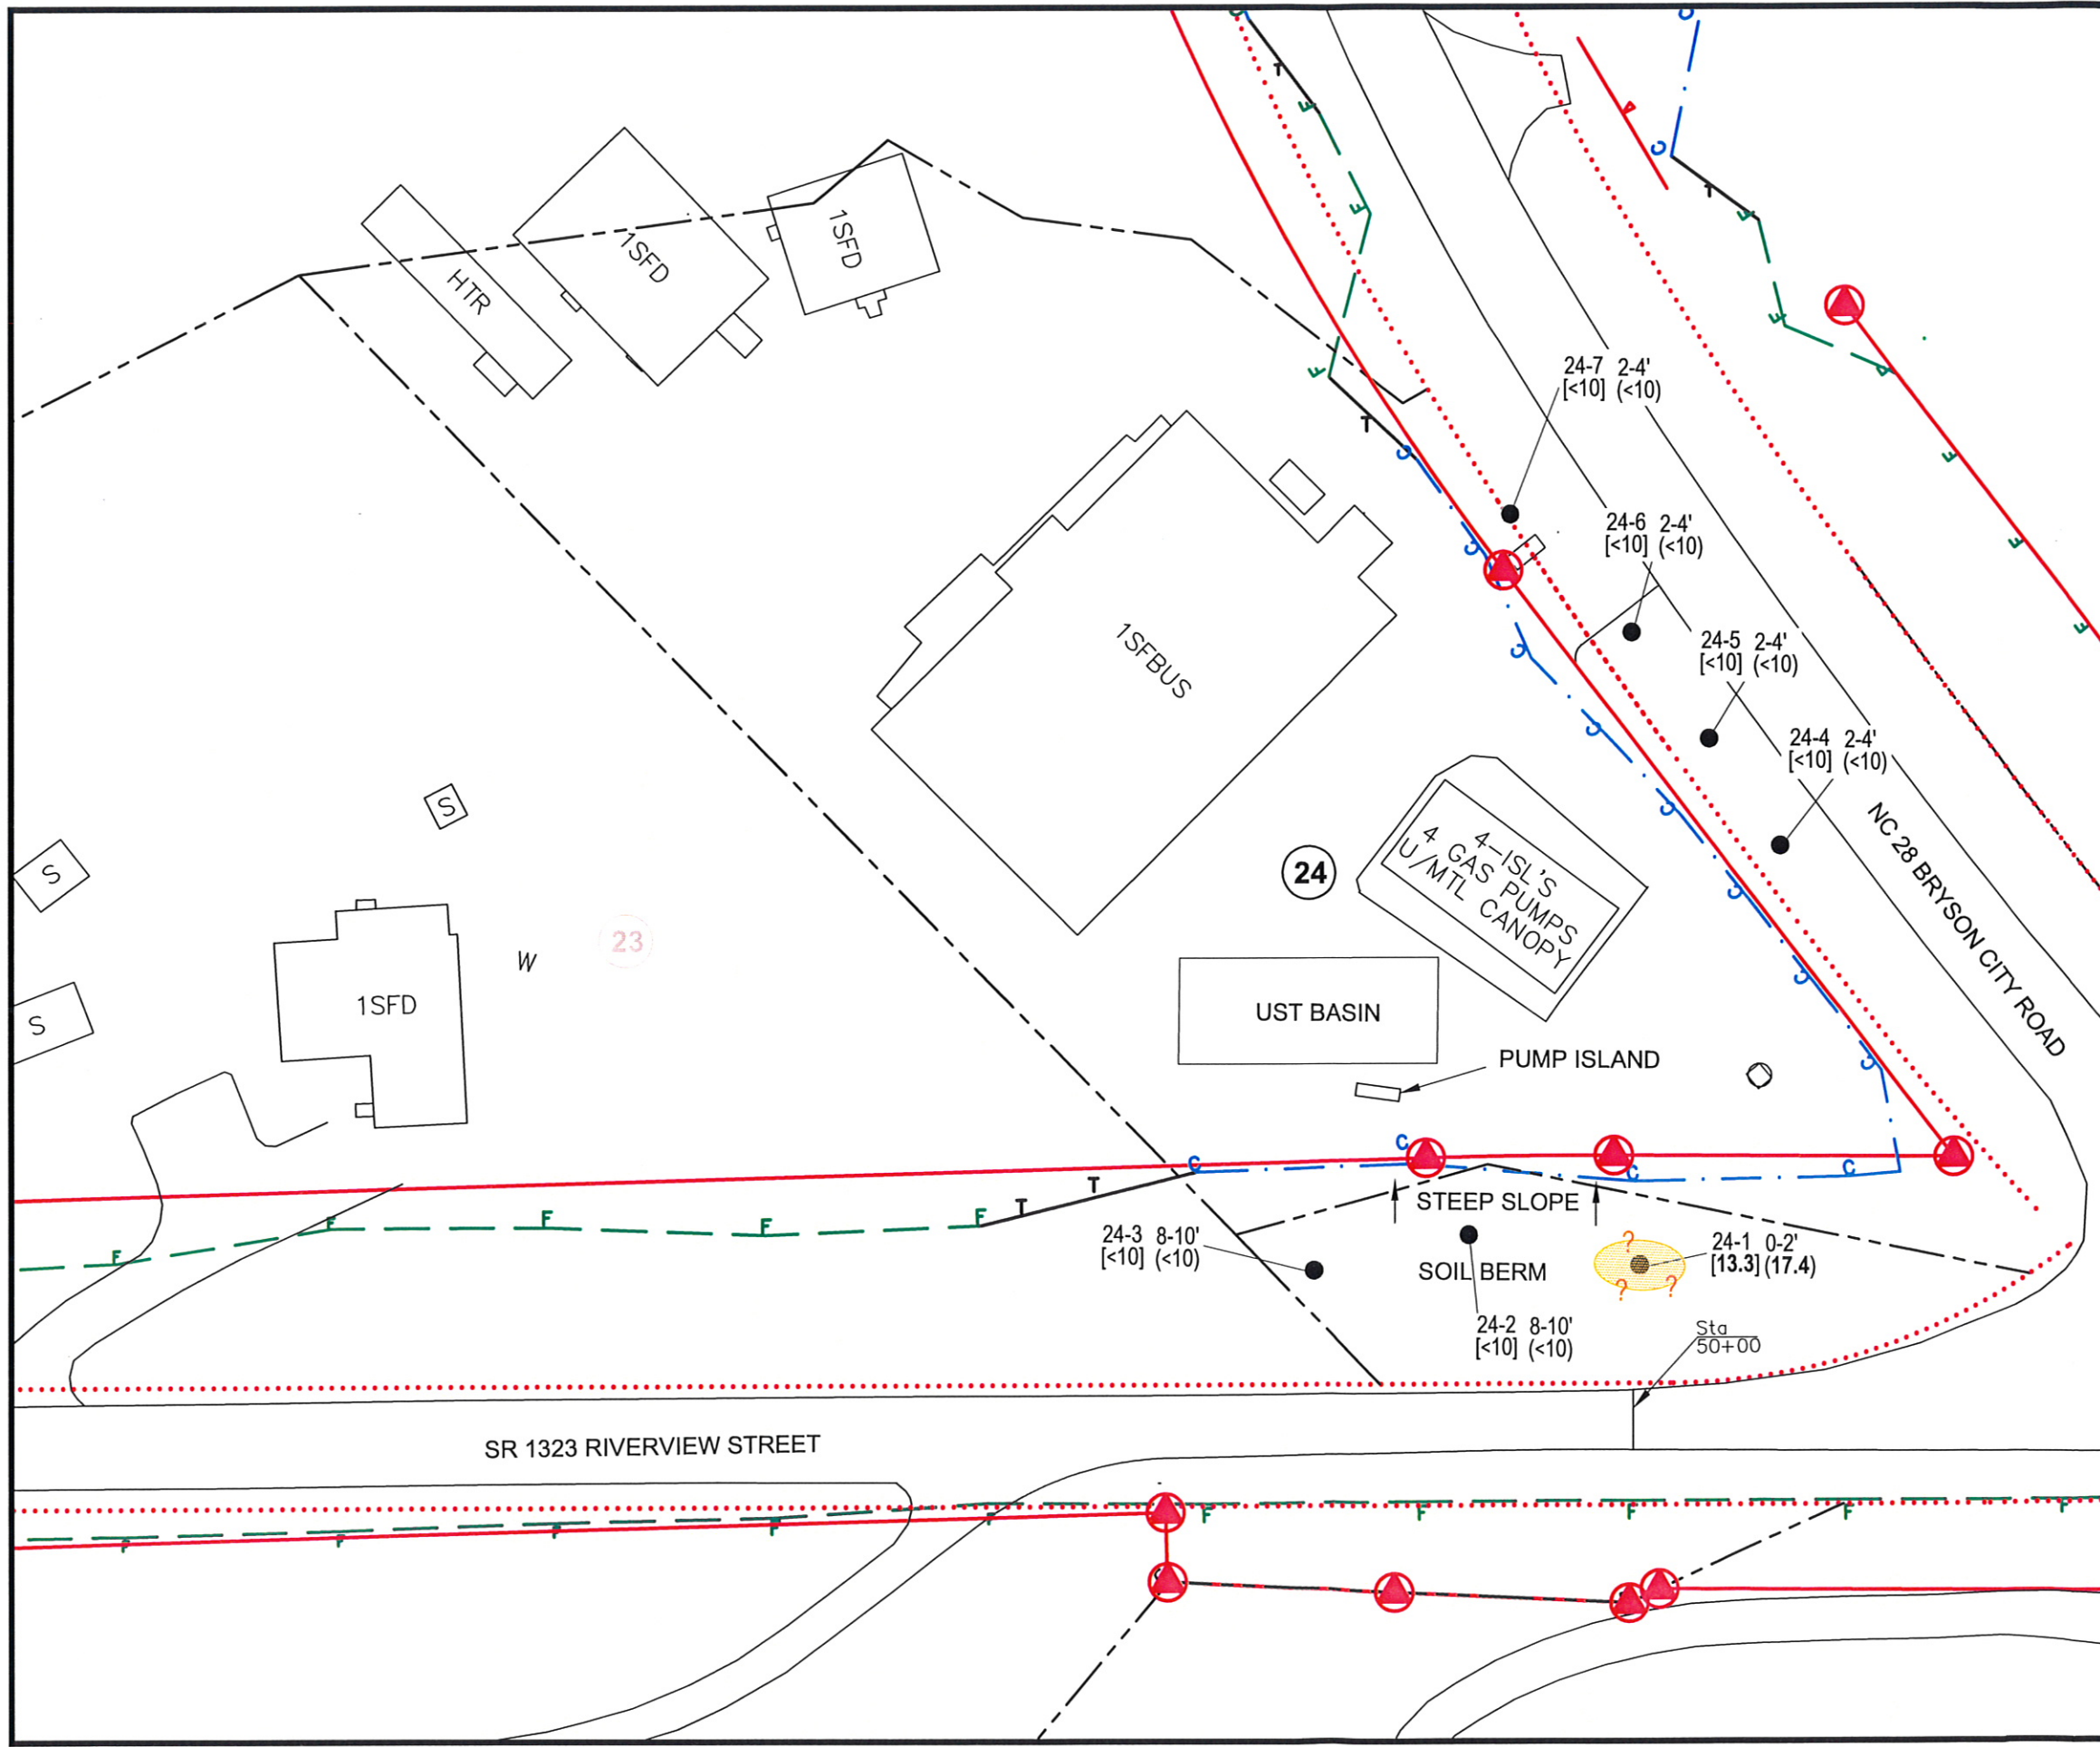 HTR
1SFD
1SFD
24-7 2-4'
[<10] (<10)
24-6 2-4'
[<10] (<10)
24-5 2-4'
[<10] (<10)
24-4 2-4'
[<10] (<10)
1SFBUS
NC 28 BRYSON CITY ROAD
S
S
S
24
4-ISL'S
4 GAS PUMPS
U/MTL CANOPY
W
23
1SFD
UST BASIN
PUMP ISLAND
C
C
T
T
C
C
C
C
C
C
C
C
T
F
F
F
F
T
T
C
C
C
C
F
F
F
F
F
STEEP SLOPE
24-3 8-10'
[<10] (<10)
SOIL BERM
?
?
?
24-1 0-2'
[13.3] (17.4)
24-2 8-10'
[<10] (<10)
Sta
50+00
SR 1323 RIVERVIEW STREET
F
F
F
F
F
F
F
F
F
F